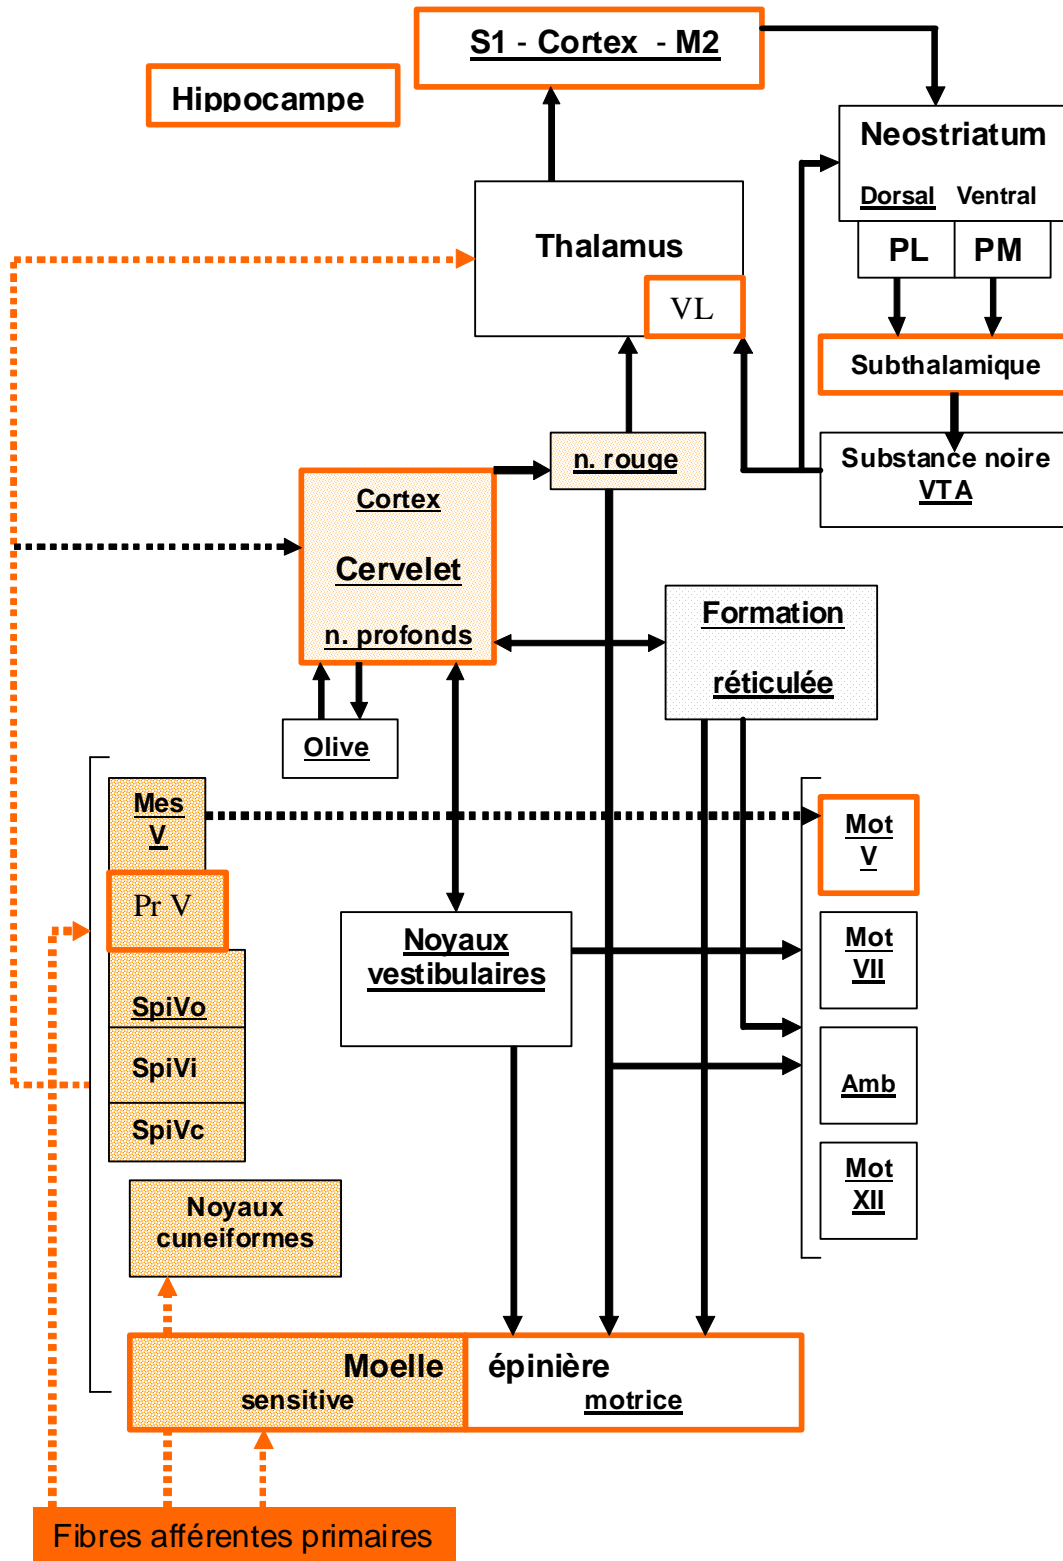 S1 - Cortex - M2
Hippocampe
Neostriatum
Dorsal Ventral
PL PM
Thalamus
VL
Subthalamique
Substance noire
VTA
n. rouge
Cortex
Cervelet
n. profonds
Formation
réticulée
Olive
Mes
V
Mot
V
Pr V
Noyaux
vestibulaires
Mot
VII
SpiVo
SpiVi
Amb
SpiVc
Mot
XII
Noyaux
cuneiformes
Moelle épinière
sensitive motrice
Fibres afférentes primaires